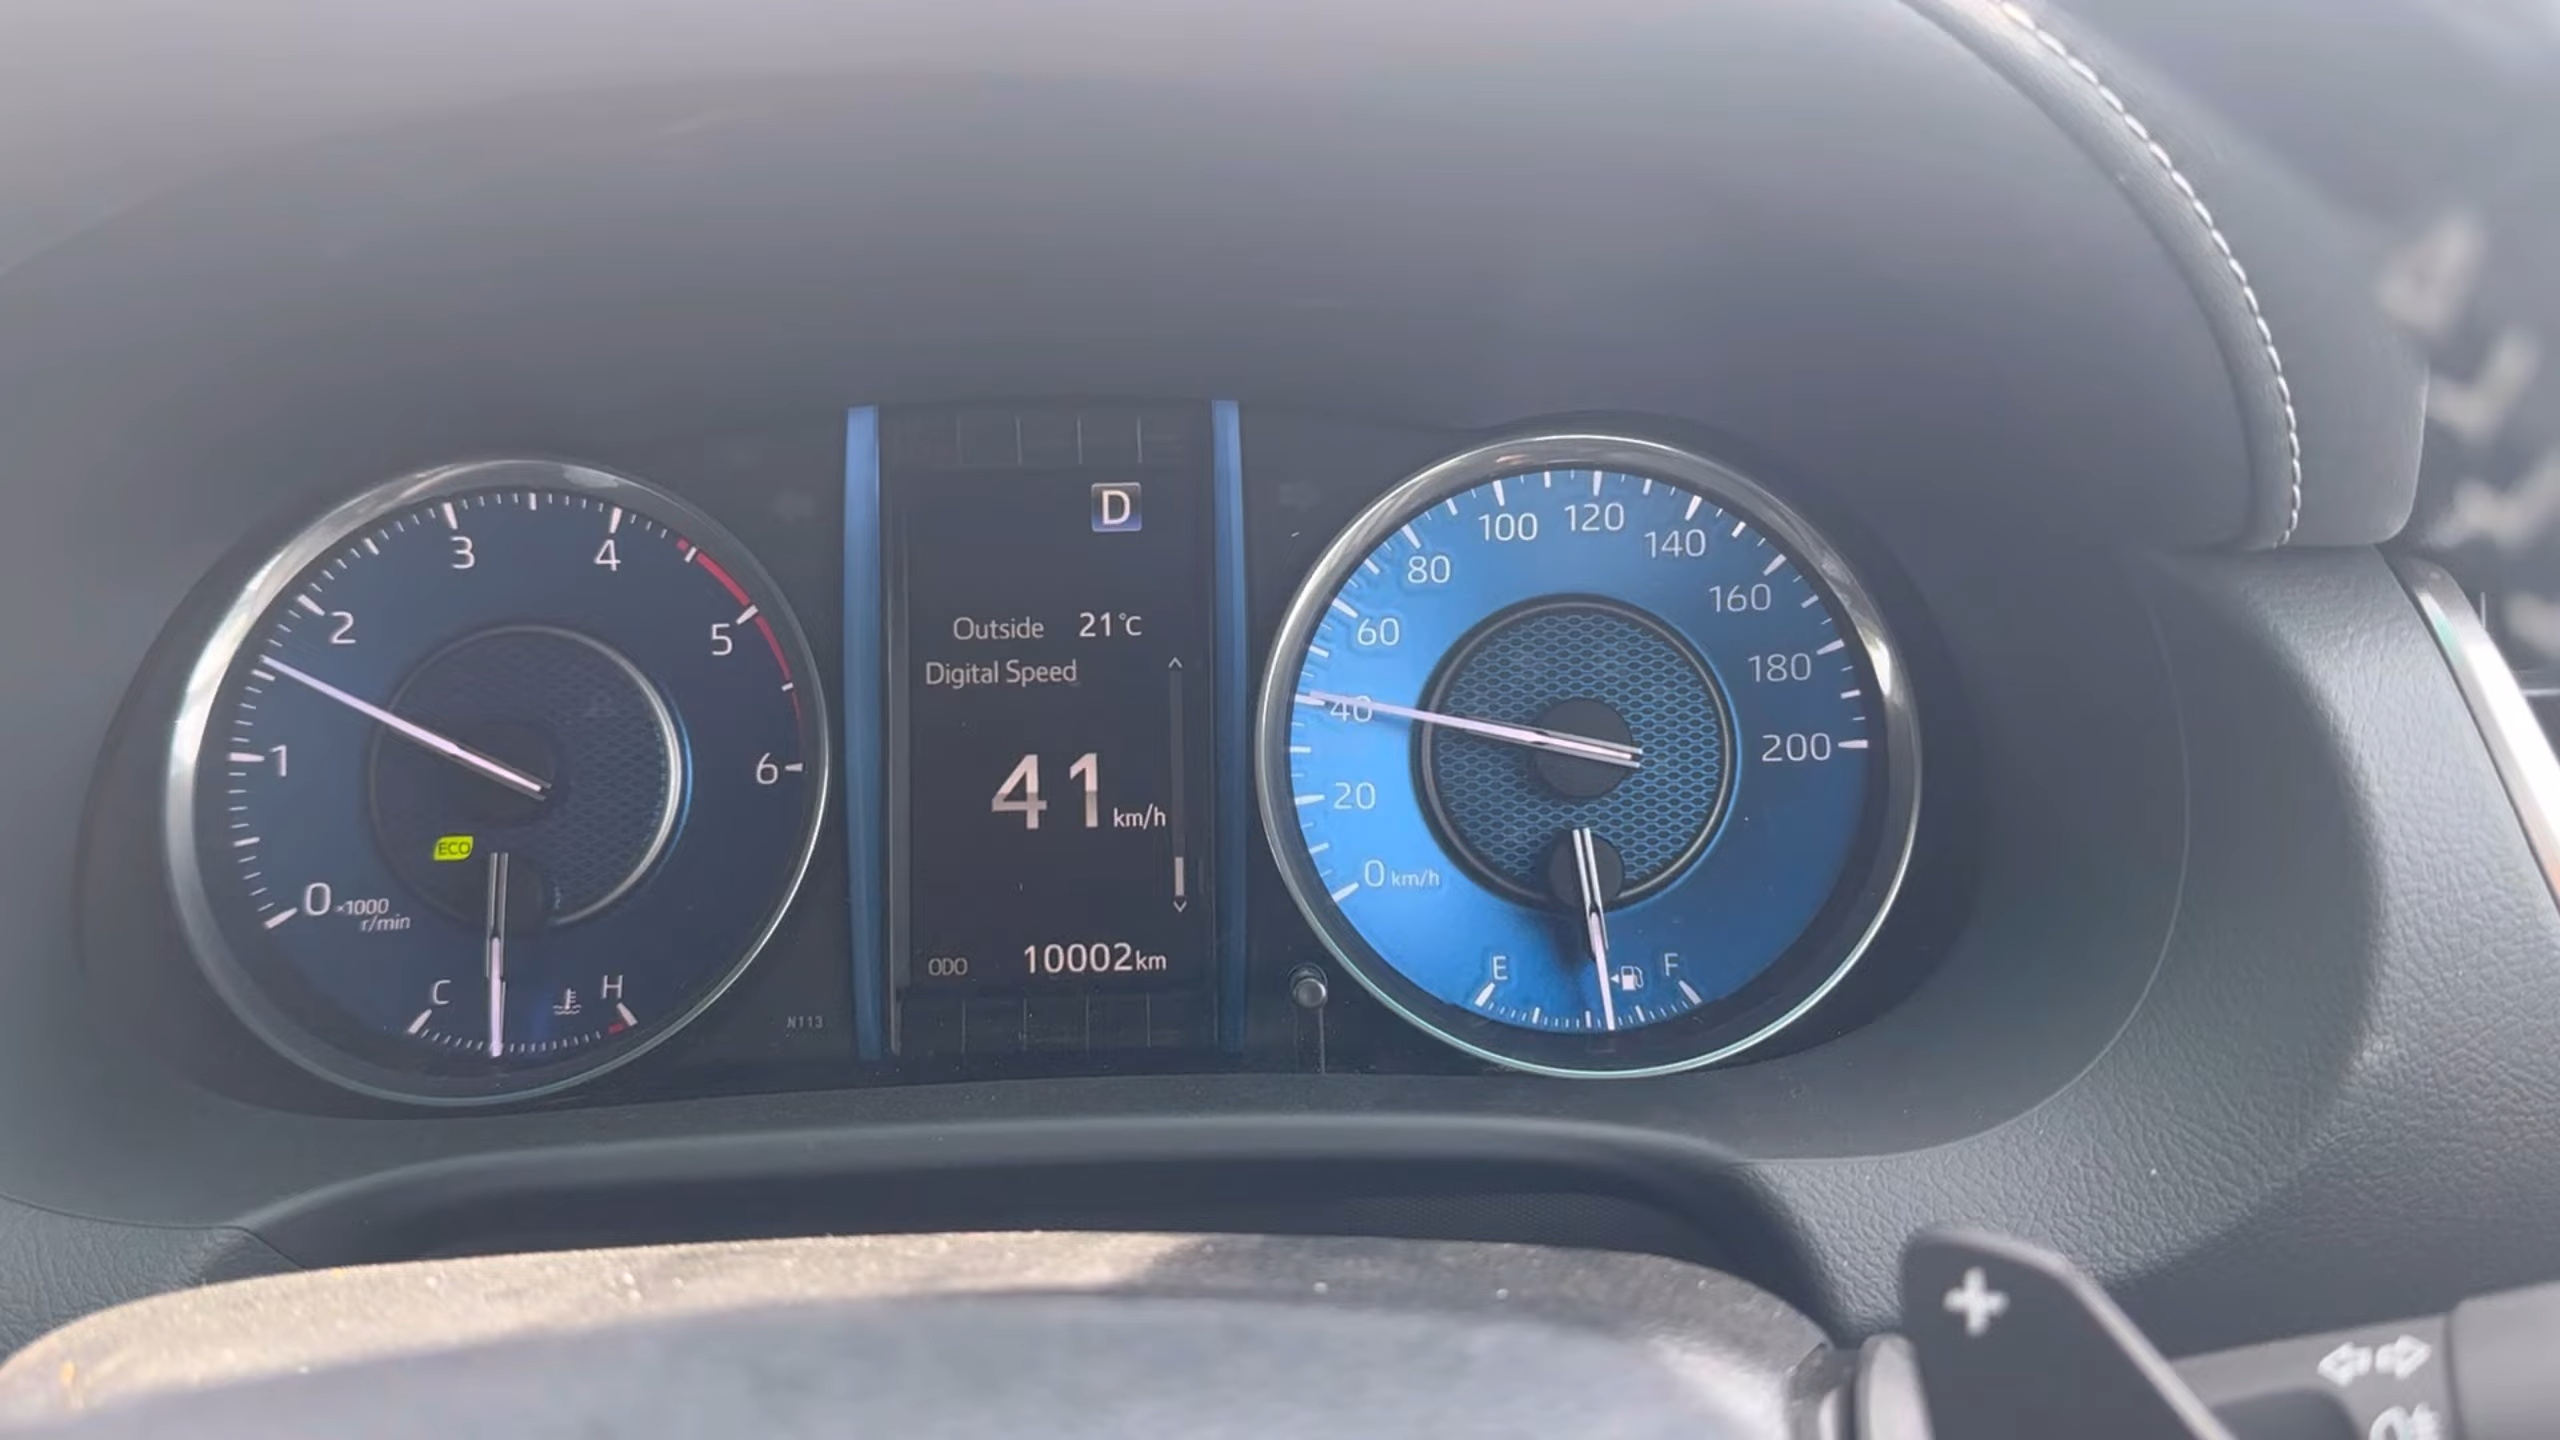 D
Outside 21°C
Digital Speed
41 km/h
ODO 10002km
0
1
2
3
4
5
6
×1000
r/min
ECO
C
H
N113
0 km/h
20
40
60
80
100
120
140
160
180
200
E
F
+